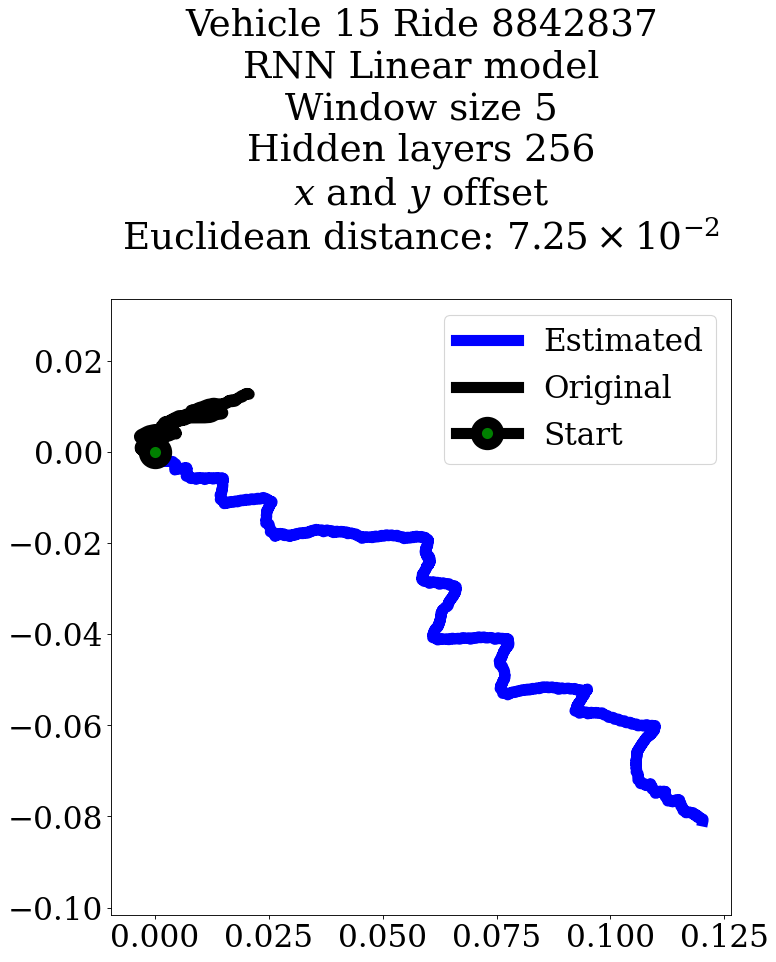 Vehicle 15 Ride 8842837
RNN Linear model
Window size 5
Hidden layers 256
x and y offset
Euclidean distance: 7.25 × 10⁻²
Estimated
Original
Start
0.02
0.00
−0.02
−0.04
−0.06
−0.08
−0.10
0.000 0.025 0.050 0.075 0.100 0.125